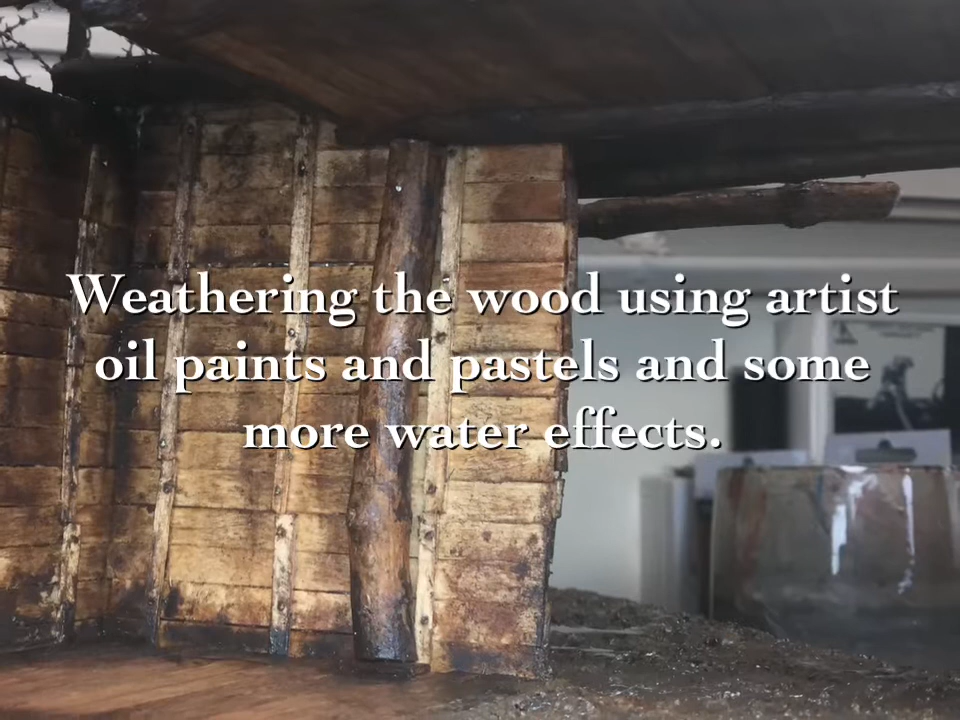 Weathering the wood using artist
oil paints and pastels and some
more water effects.